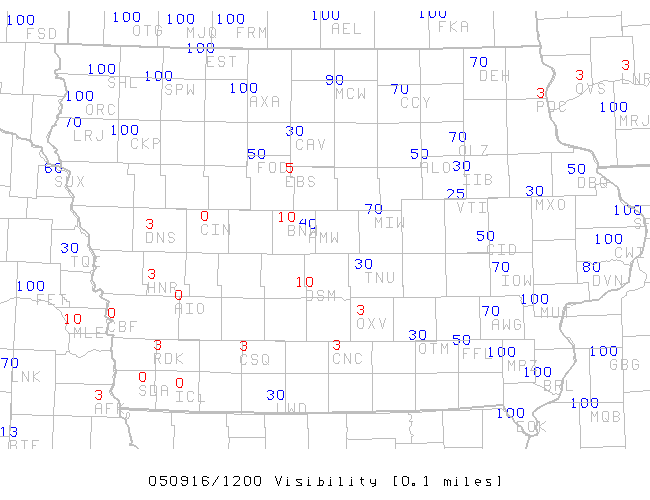 100 100 100 100 100 100
FSD OTG MJQ FRM AEL FKA
100
EST
100 100 100 90 70 70 3 3
SHL SPW AXA MCW CCY DEH OVS LNR
100 3 100
ORC PDC MRJ
70 100 30 70
LRJ CKP CAV OLZ
60 50 5 50 30 50
SUX FOD EBS IIB DBQ
25 30
VTI MXO
3 0 10 40 70 100
DNS CIN BNW AMW MIW
30 50 100
CID CWI
100 3 10 30 70 80
HNR DSM TNU IOW DVN
10 0 0 3 70 100
MLE CBF AIO OXV AWG MUT
3 3 3 30 50 100 100
RDK CSQ CNC OTM FFL MPZ GBG
70 3 0 0 30 100 100
LNK AFK SDA ICL LWD BRL
13 100 100
BIE EOK MQB
050916/1200 Visibility [0.1 miles]